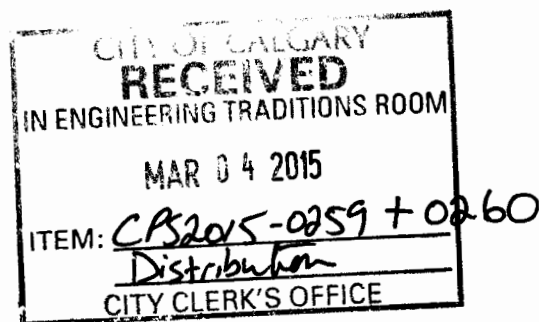 CITY OF CALGARY
RECEIVED
IN ENGINEERING TRADITIONS ROOM
MAR 04 2015
ITEM: CPS2015-0259 + 0260
Distribution
CITY CLERK'S OFFICE